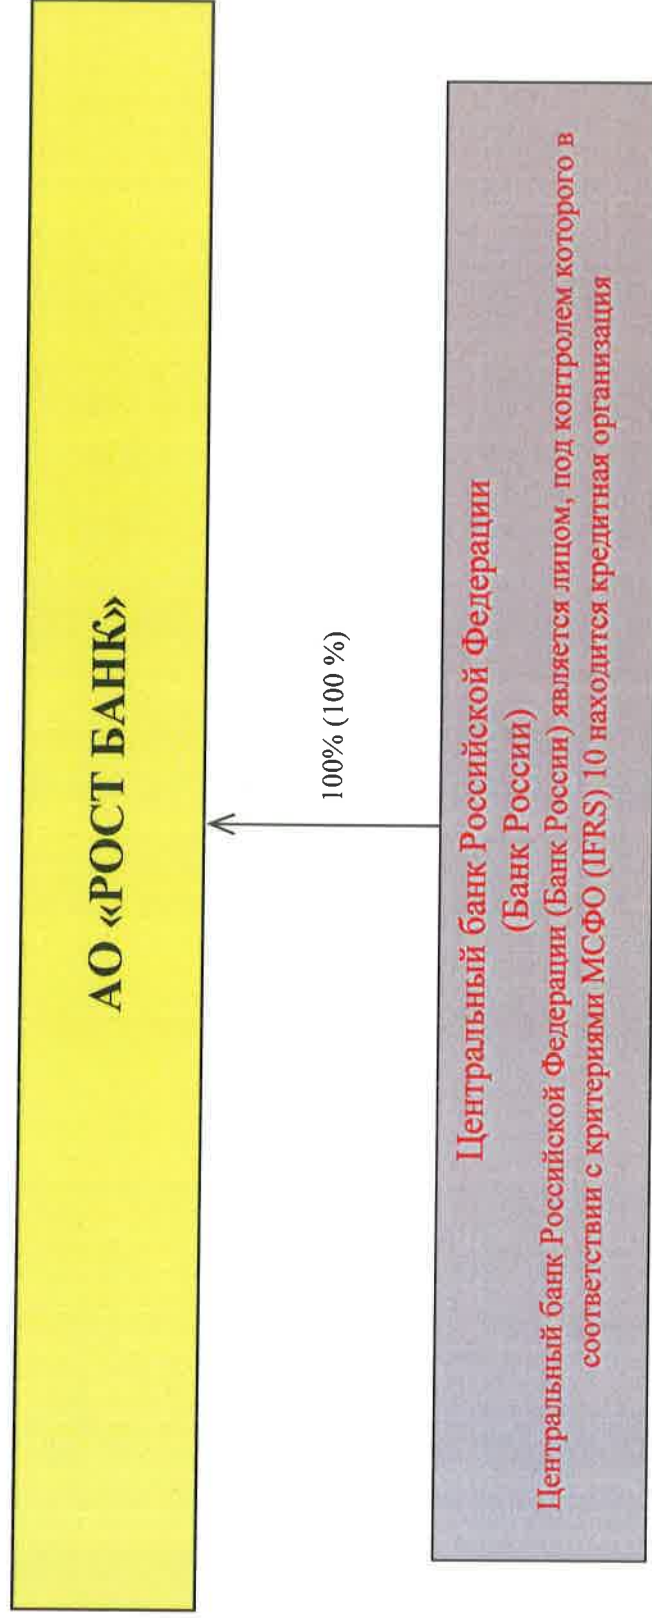 АО «РОСТ БАНК»
100% (100 %)
Центральный банк Российской Федерации
(Банк России)
Центральный банк Российской Федерации (Банк России) является лицом, под контролем которого в
соответствии с критериями МСФО (IFRS) 10 находится кредитная организация